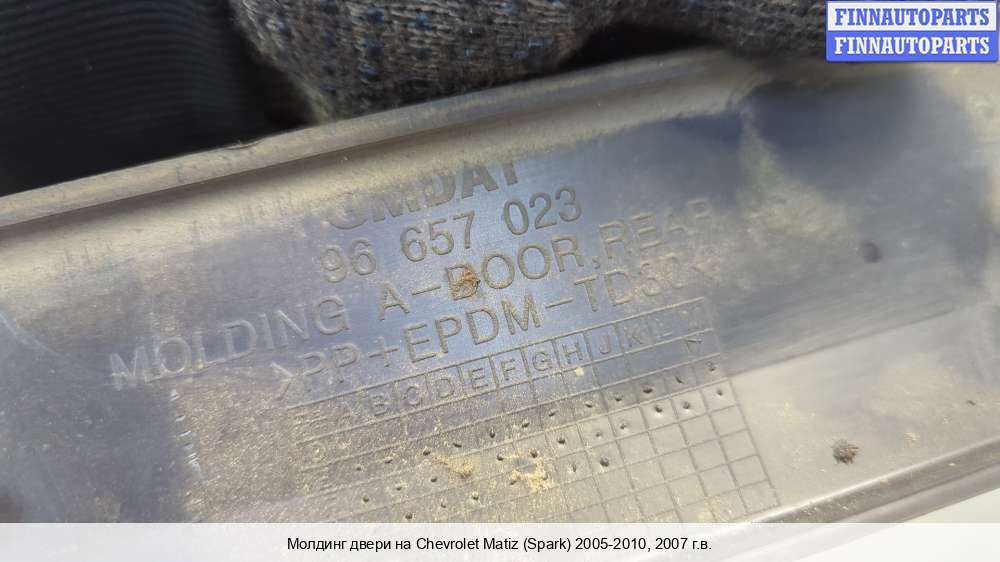 FINNAUTOPARTS
FINNAUTOPARTS
GMDAT
96 657 023
MOLDING A-DOOR,REAR
>PP+EPDM-TD30<
A B C D E F G H J K L M
Молдинг двери на Chevrolet Matiz (Spark) 2005-2010, 2007 г.в.